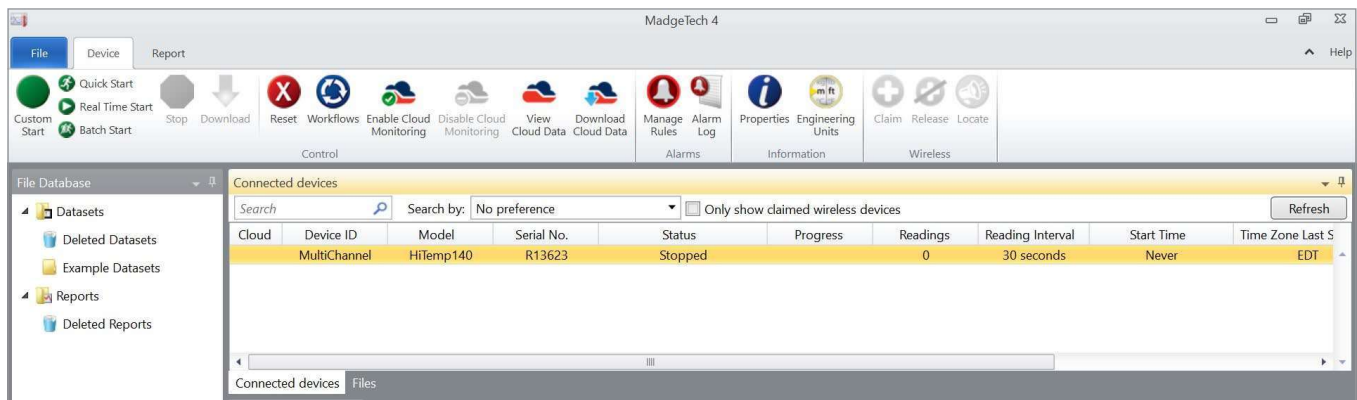 MadgeTech 4
File Device Report Help
Custom Start
Quick Start
Real Time Start
Batch Start
Stop
Download
Reset
Workflows
Enable Cloud
Monitoring
Disable Cloud
Monitoring
View
Cloud Data
Download
Cloud Data
Control
Manage
Rules
Alarm
Log
Alarms
Properties
m ft
Engineering
Units
Information
Claim
Release
Locate
Wireless
File Database
Datasets
Deleted Datasets
Example Datasets
Reports
Deleted Reports
Connected devices
Search Search by: No preference Only show claimed wireless devices Refresh
Cloud Device ID Model Serial No. Status Progress Readings Reading Interval Start Time Time Zone Last S
MultiChannel HiTemp140 R13623 Stopped 0 30 seconds Never EDT
Connected devices Files